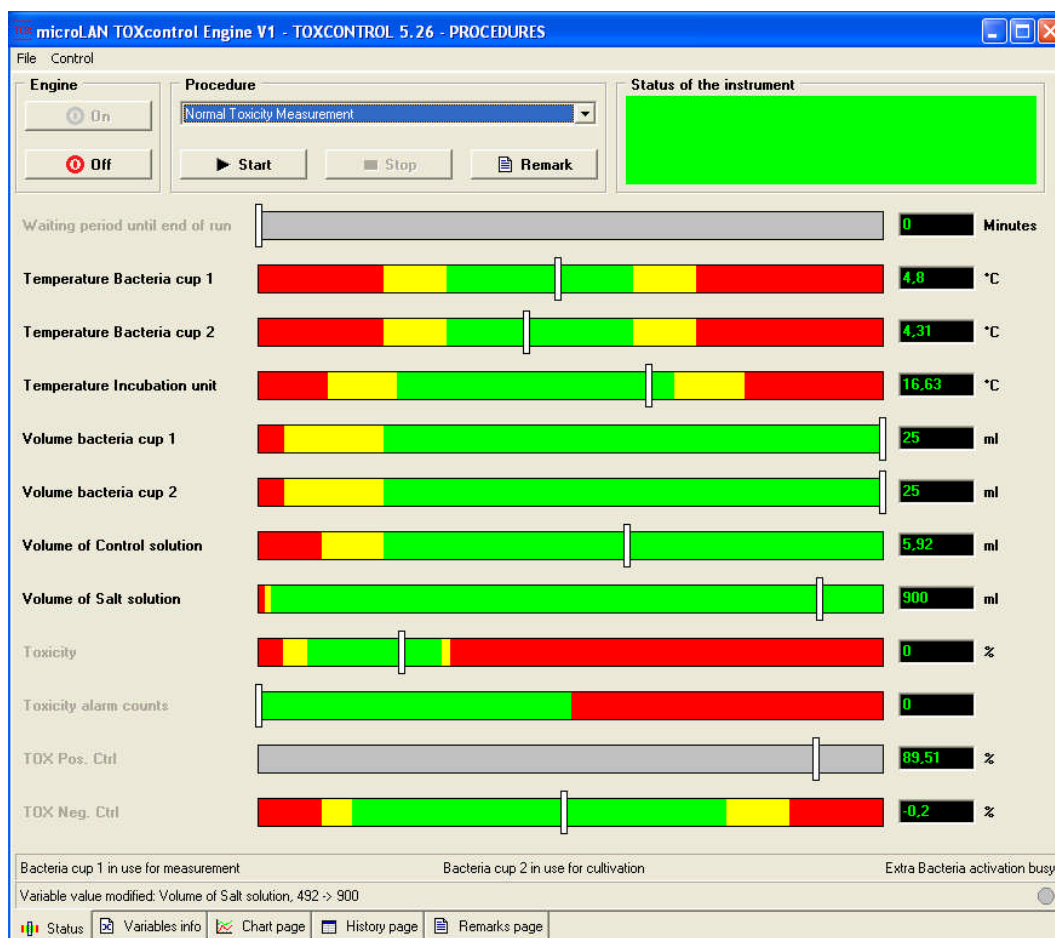 TOX microLAN TOXcontrol Engine V1 - TOXCONTROL 5.26 - PROCEDURES
File Control
Engine Procedure Status of the instrument
On Normal Toxicity Measurement
Off Start Stop Remark
Waiting period until end of run 0 Minutes
Temperature Bacteria cup 1 4,8 °C
Temperature Bacteria cup 2 4,31 °C
Temperature Incubation unit 16,63 °C
Volume bacteria cup 1 25 ml
Volume bacteria cup 2 25 ml
Volume of Control solution 5,92 ml
Volume of Salt solution 900 ml
Toxicity 0 %
Toxicity alarm counts 0
TOX Pos. Ctrl 89,51 %
TOX Neg. Ctrl -0,2 %
Bacteria cup 1 in use for measurement Bacteria cup 2 in use for cultivation Extra Bacteria activation busy
Variable value modified: Volume of Salt solution, 492 -> 900
Status Variables info Chart page History page Remarks page